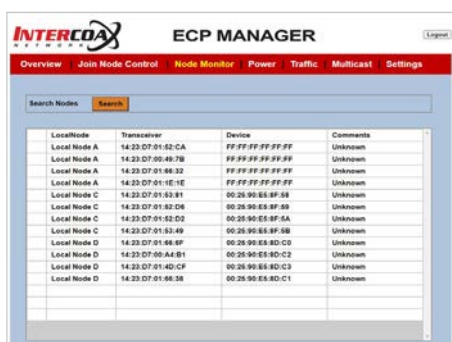 INTERCOAX
NETWORK
ECP MANAGER
Logout
Overview Join Node Control Node Monitor Power Traffic Multicast Settings
Search Nodes Search
LocalNode Transceiver Device Comments
Local Node A 14:23:D7:01:52:CA FF:FF:FF:FF:FF:FF Unknown
Local Node A 14:23:D7:00:49:7B FF:FF:FF:FF:FF:FF Unknown
Local Node A 14:23:D7:01:66:32 FF:FF:FF:FF:FF:FF Unknown
Local Node A 14:23:D7:01:1E:1E FF:FF:FF:FF:FF:FF Unknown
Local Node C 14:23:D7:01:53:81 00:25:90:E5:8F:58 Unknown
Local Node C 14:23:D7:01:52:D6 00:25:90:E5:8F:59 Unknown
Local Node C 14:23:D7:01:52:D2 00:25:90:E5:8F:5A Unknown
Local Node C 14:23:D7:01:53:49 00:25:90:E5:8F:5B Unknown
Local Node D 14:23:D7:01:66:6F 00:25:90:E5:8D:C0 Unknown
Local Node D 14:23:D7:00:A4:B1 00:25:90:E5:8D:C2 Unknown
Local Node D 14:23:D7:01:4D:CF 00:25:90:E5:8D:C3 Unknown
Local Node D 14:23:D7:01:66:38 00:25:90:E5:8D:C1 Unknown